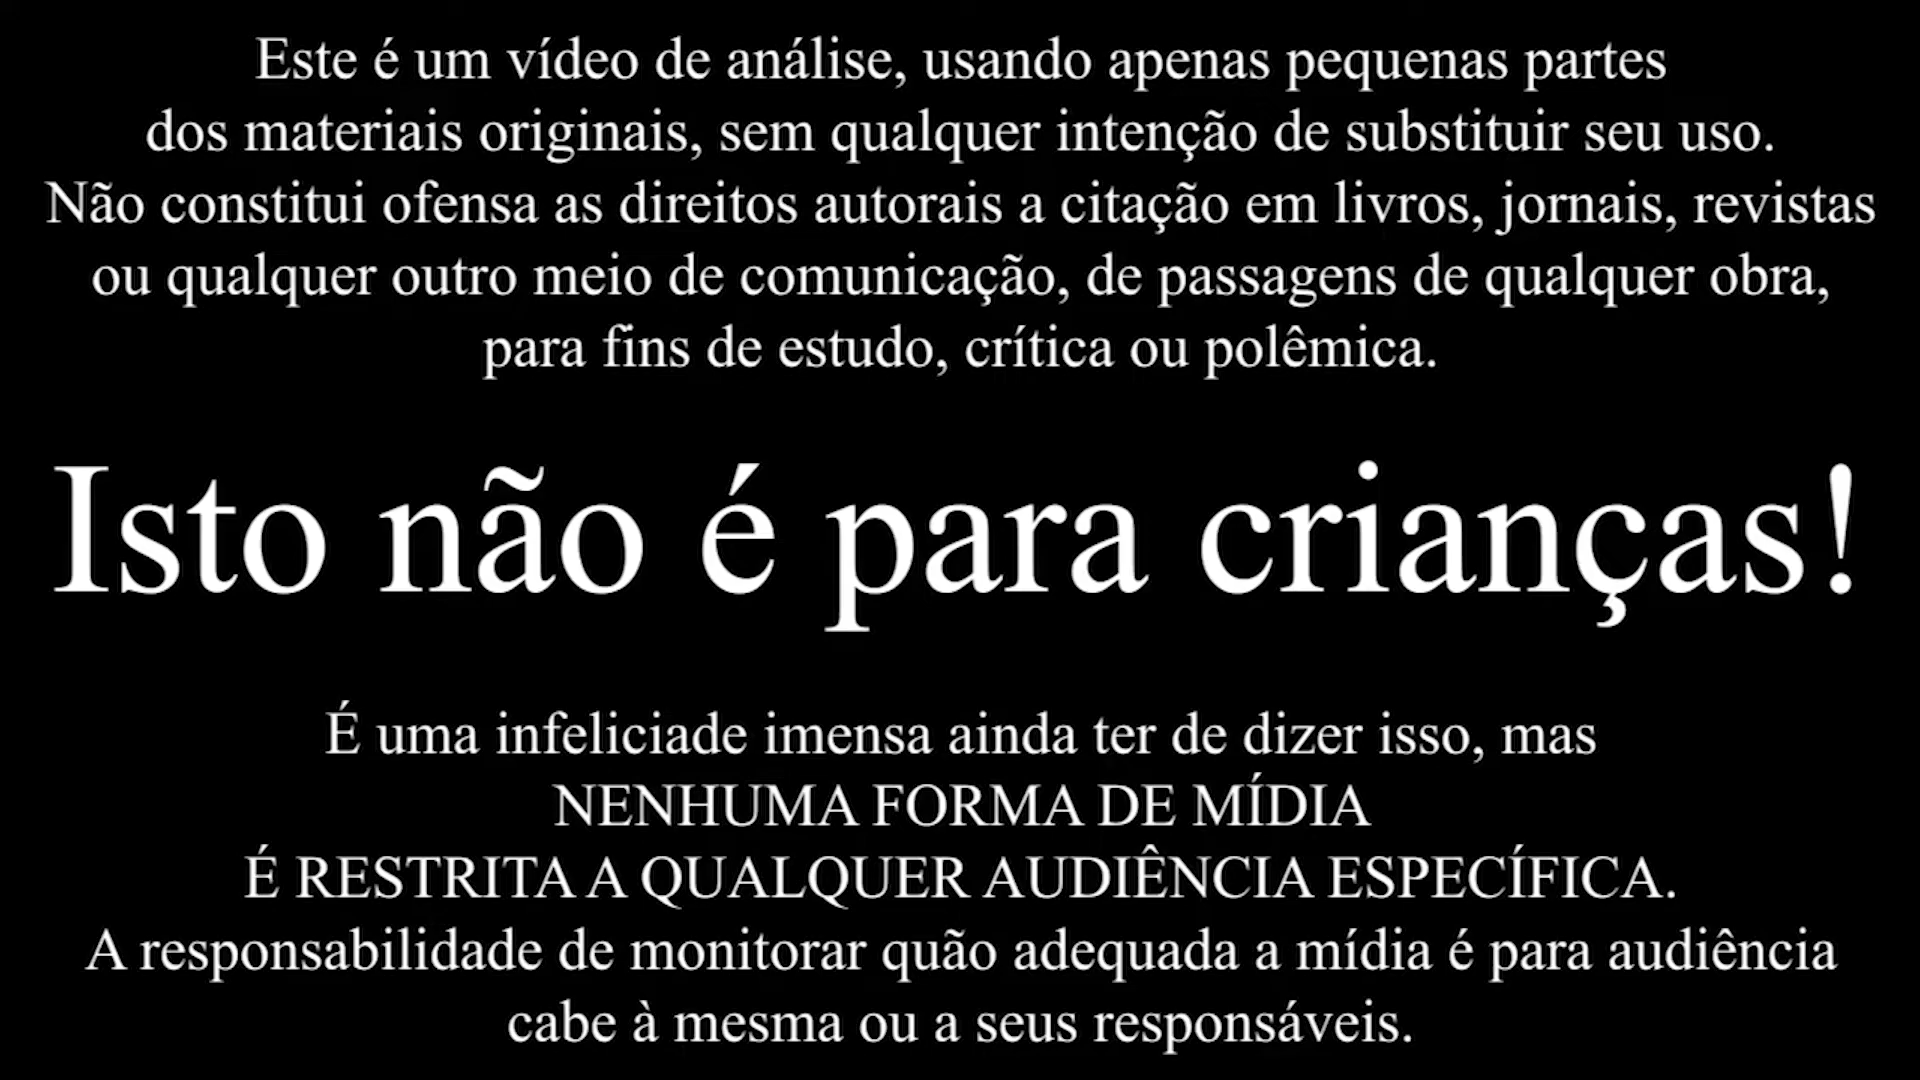 Este é um vídeo de análise, usando apenas pequenas partes
dos materiais originais, sem qualquer intenção de substituir seu uso.
Não constitui ofensa as direitos autorais a citação em livros, jornais, revistas
ou qualquer outro meio de comunicação, de passagens de qualquer obra,
para fins de estudo, crítica ou polêmica.
Isto não é para crianças!
É uma infeliciade imensa ainda ter de dizer isso, mas
NENHUMA FORMA DE MÍDIA
É RESTRITA A QUALQUER AUDIÊNCIA ESPECÍFICA.
A responsabilidade de monitorar quão adequada a mídia é para audiência
cabe à mesma ou a seus responsáveis.